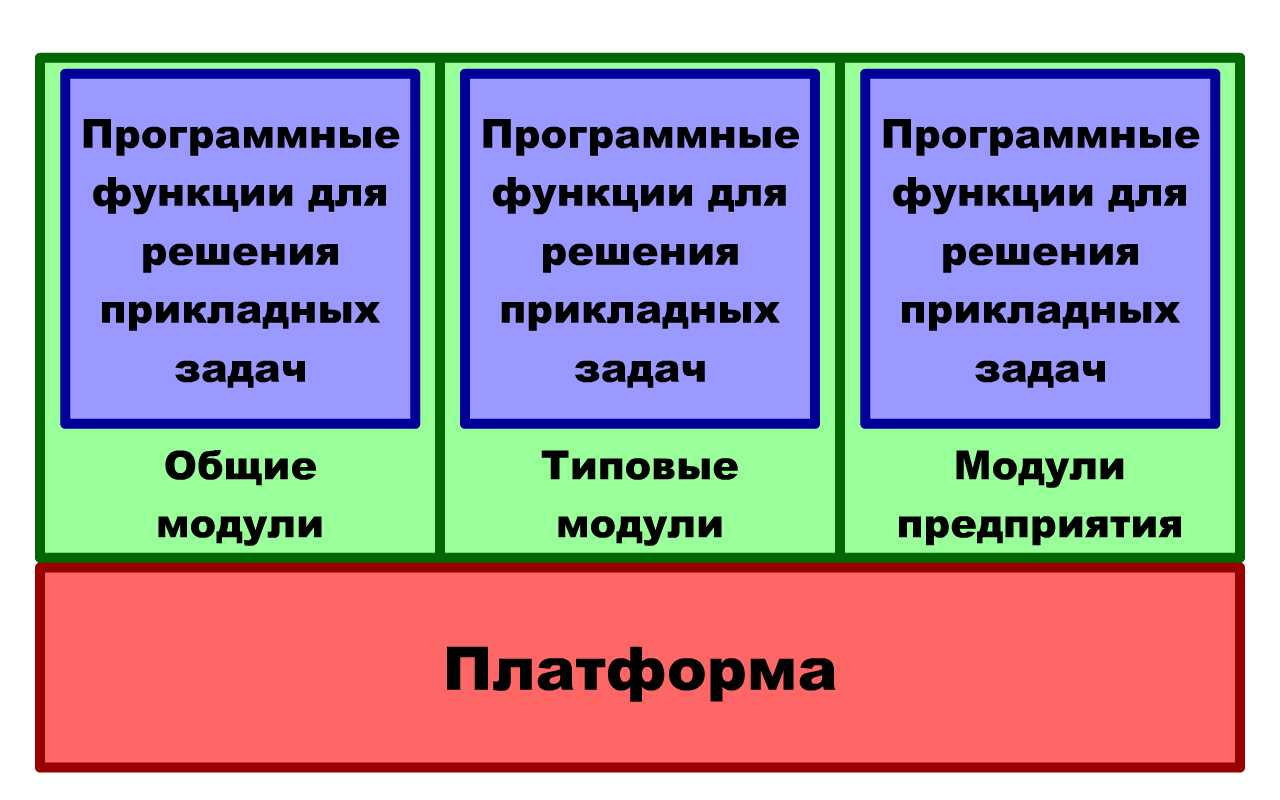 Программные
функции для
решения
прикладных
задач
Общие
модули
Программные
функции для
решения
прикладных
задач
Типовые
модули
Программные
функции для
решения
прикладных
задач
Модули
предприятия
Платформа